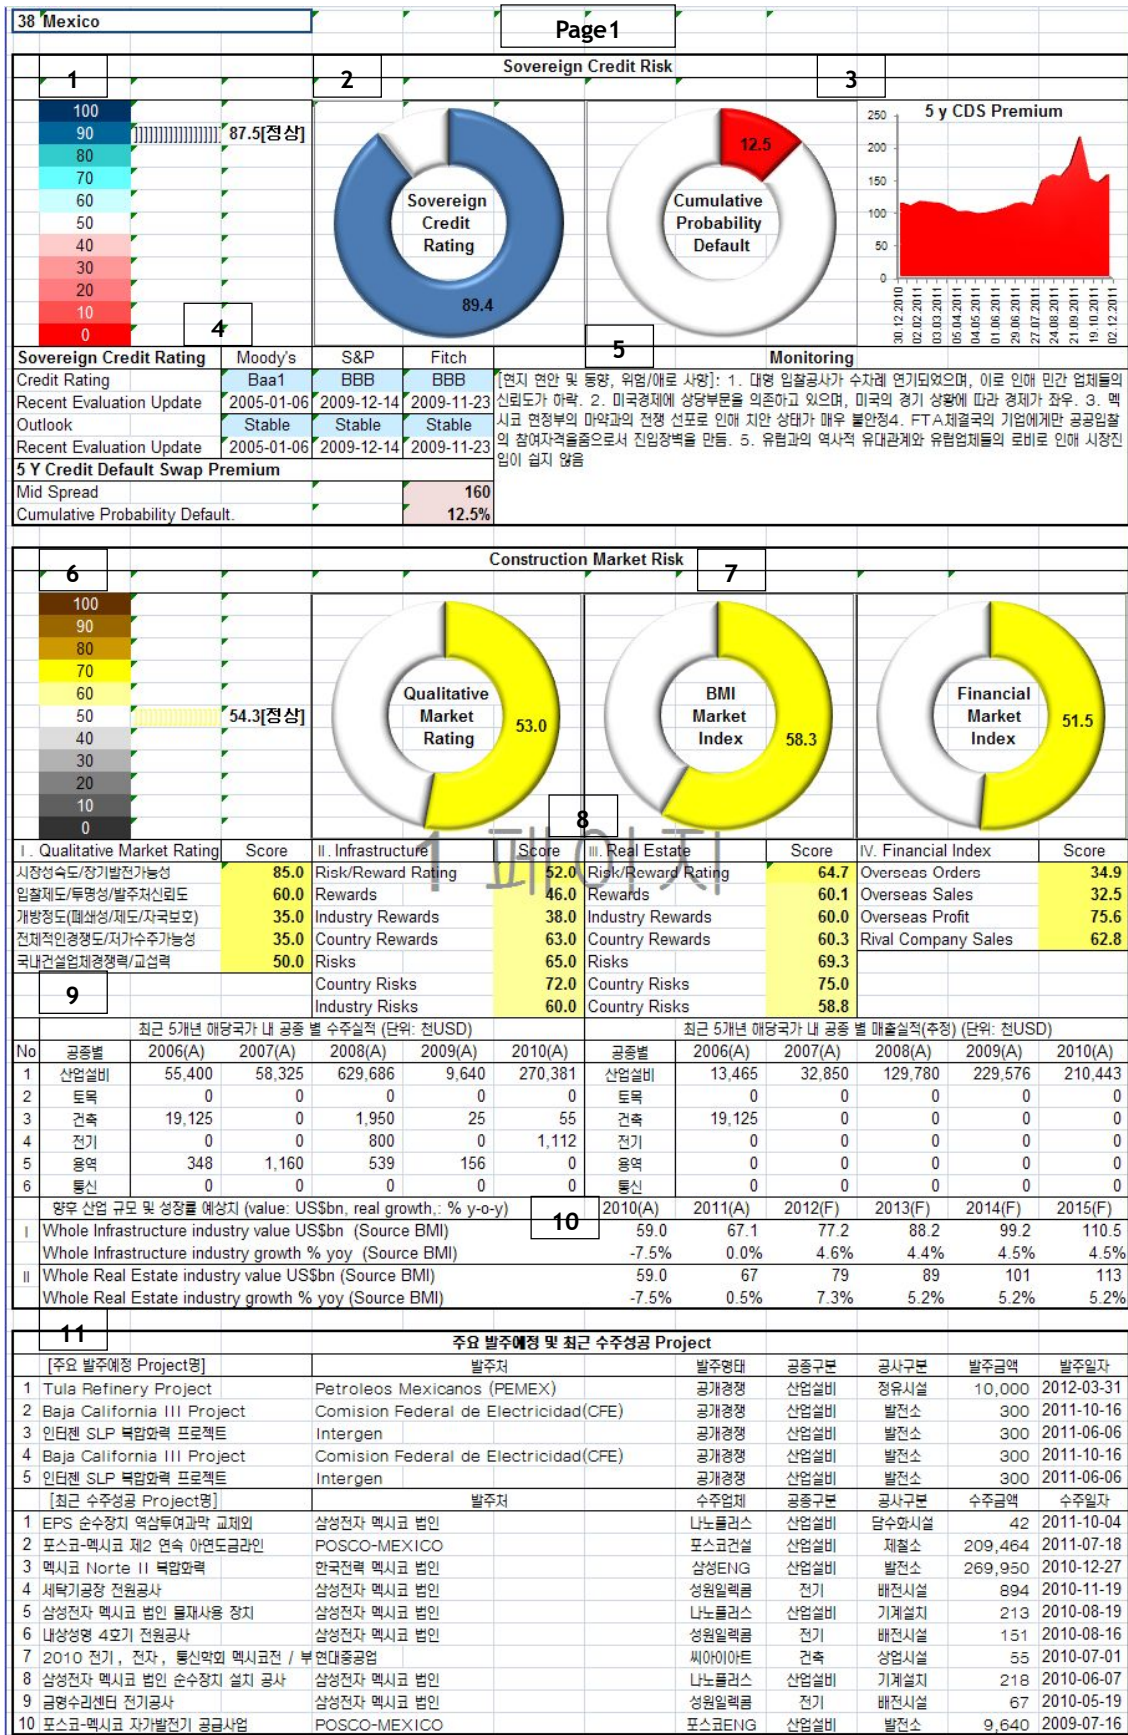 38 Mexico
Page1
Sovereign Credit Risk
1
2
3
100
90
80
70
60
50
40
30
20
10
0
87.5[정상]
Sovereign
Credit
Rating
89.4
Cumulative
Probability
Default
12.5
5 y CDS Premium
250
200
150
100
50
0
30.12.2010
02.02.2011
03.03.2011
05.04.2011
04.05.2011
01.06.2011
29.06.2011
27.07.2011
24.08.2011
21.09.2011
19.10.2011
02.12.2011
4
5
Sovereign Credit Rating Moody's S&P Fitch Monitoring
Credit Rating Baa1 BBB BBB
Recent Evaluation Update 2005-01-06 2009-12-14 2009-11-23
Outlook Stable Stable Stable
Recent Evaluation Update 2005-01-06 2009-12-14 2009-11-23
5 Y Credit Default Swap Premium
Mid Spread 160
Cumulative Probability Default. 12.5%
[현지 현안 및 동향, 위험/애로 사항]: 1. 대형 입찰공사가 수차례 연기되었으며, 이로 인해 민간 업체들의
신뢰도가 하락. 2. 미국경제에 상당부문을 의존하고 있으며, 미국의 경기 상황에 따라 경제가 좌우. 3. 멕
시코 현정부의 마약과의 전쟁 선포로 인해 치안 상태가 매우 불안정4. FTA체결국의 기업에게만 공공입찰
의 참여자격을줌으로서 진입장벽을 만듬. 5. 유럽과의 역사적 유대관계와 유럽업체들의 로비로 인해 시장진
입이 쉽지 않음
Construction Market Risk
6
7
100
90
80
70
60
50
40
30
20
10
0
54.3[정상]
Qualitative
Market
Rating
53.0
BMI
Market
Index
58.3
Financial
Market
Index
51.5
8
1 페이지
I. Qualitative Market Rating Score II. Infrastructure Score III. Real Estate Score IV. Financial Index Score
시장성숙도/장기발전가능성 85.0 Risk/Reward Rating 52.0 Risk/Reward Rating 64.7 Overseas Orders 34.9
입찰제도/투명성/발주처신뢰도 60.0 Rewards 46.0 Rewards 60.1 Overseas Sales 32.5
개방정도(폐쇄성/제도/자국보호) 35.0 Industry Rewards 38.0 Industry Rewards 60.0 Overseas Profit 75.6
전체적인경쟁도/저가수주가능성 35.0 Country Rewards 63.0 Country Rewards 60.3 Rival Company Sales 62.8
국내건설업체경쟁력/교섭력 50.0 Risks 65.0 Risks 69.3
Country Risks 72.0 Country Risks 75.0
Industry Risks 60.0 Country Risks 58.8
9
최근 5개년 해당국가 내 공종 별 수주실적 (단위: 천USD) 최근 5개년 해당국가 내 공종 별 매출실적(추정) (단위: 천USD)
No 공종별 2006(A) 2007(A) 2008(A) 2009(A) 2010(A) 공종별 2006(A) 2007(A) 2008(A) 2009(A) 2010(A)
1 산업설비 55,400 58,325 629,686 9,640 270,381 산업설비 13,465 32,850 129,780 229,576 210,443
2 토목 0 0 0 0 0 토목 0 0 0 0 0
3 건축 19,125 0 1,950 25 55 건축 19,125 0 0 0 0
4 전기 0 0 800 0 1,112 전기 0 0 0 0 0
5 용역 348 1,160 539 156 0 용역 0 0 0 0 0
6 통신 0 0 0 0 0 통신 0 0 0 0 0
향후 산업 규모 및 성장률 예상치 (value: US$bn, real growth,: % y-o-y) 10 2010(A) 2011(A) 2012(F) 2013(F) 2014(F) 2015(F)
I Whole Infrastructure industry value US$bn (Source BMI) 59.0 67.1 77.2 88.2 99.2 110.5
Whole Infrastructure industry growth % yoy (Source BMI) -7.5% 0.0% 4.6% 4.4% 4.5% 4.5%
II Whole Real Estate industry value US$bn (Source BMI) 59.0 67 79 89 101 113
Whole Real Estate industry growth % yoy (Source BMI) -7.5% 0.5% 7.3% 5.2% 5.2% 5.2%
11
주요 발주예정 및 최근 수주성공 Project
[주요 발주예정 Project명] 발주처 발주형태 공종구분 공사구분 발주금액 발주일자
1 Tula Refinery Project Petroleos Mexicanos (PEMEX) 공개경쟁 산업설비 정유시설 10,000 2012-03-31
2 Baja California III Project Comision Federal de Electricidad(CFE) 공개경쟁 산업설비 발전소 300 2011-10-16
3 인터젠 SLP 복합화력 프로젝트 Intergen 공개경쟁 산업설비 발전소 300 2011-06-06
4 Baja California III Project Comision Federal de Electricidad(CFE) 공개경쟁 산업설비 발전소 300 2011-10-16
5 인터젠 SLP 복합화력 프로젝트 Intergen 공개경쟁 산업설비 발전소 300 2011-06-06
[최근 수주성공 Project명] 발주처 수주업체 공종구분 공사구분 수주금액 수주일자
1 EPS 순수장치 역삼투여과막 교체외 삼성전자 멕시코 법인 나노플러스 산업설비 담수화시설 42 2011-10-04
2 포스코-멕시코 제2 연속 아연도금라인 POSCO-MEXICO 포스코건설 산업설비 제철소 209,464 2011-07-18
3 멕시코 Norte II 복합화력 한국전력 멕시코 법인 삼성ENG 산업설비 발전소 269,950 2010-12-27
4 세탁기공장 전원공사 삼성전자 멕시코 법인 성원일렉콤 전기 배전시설 894 2010-11-19
5 삼성전자 멕시코 법인 물재사용 장치 삼성전자 멕시코 법인 나노플러스 산업설비 기계설치 213 2010-08-19
6 내상성형 4호기 전원공사 삼성전자 멕시코 법인 성원일렉콤 전기 배전시설 151 2010-08-16
7 2010 전기, 전자, 통신학회 멕시코전 / 부 현대중공업 씨아이아트 건축 상업시설 55 2010-07-01
8 삼성전자 멕시코 법인 순수장치 설치 공사 삼성전자 멕시코 법인 나노플러스 산업설비 기계설치 218 2010-06-07
9 금형수리센터 전기공사 삼성전자 멕시코 법인 성원일렉콤 전기 배전시설 67 2010-05-19
10 포스코-멕시코 자가발전기 공급사업 POSCO-MEXICO 포스코ENG 산업설비 발전소 9,640 2009-07-16